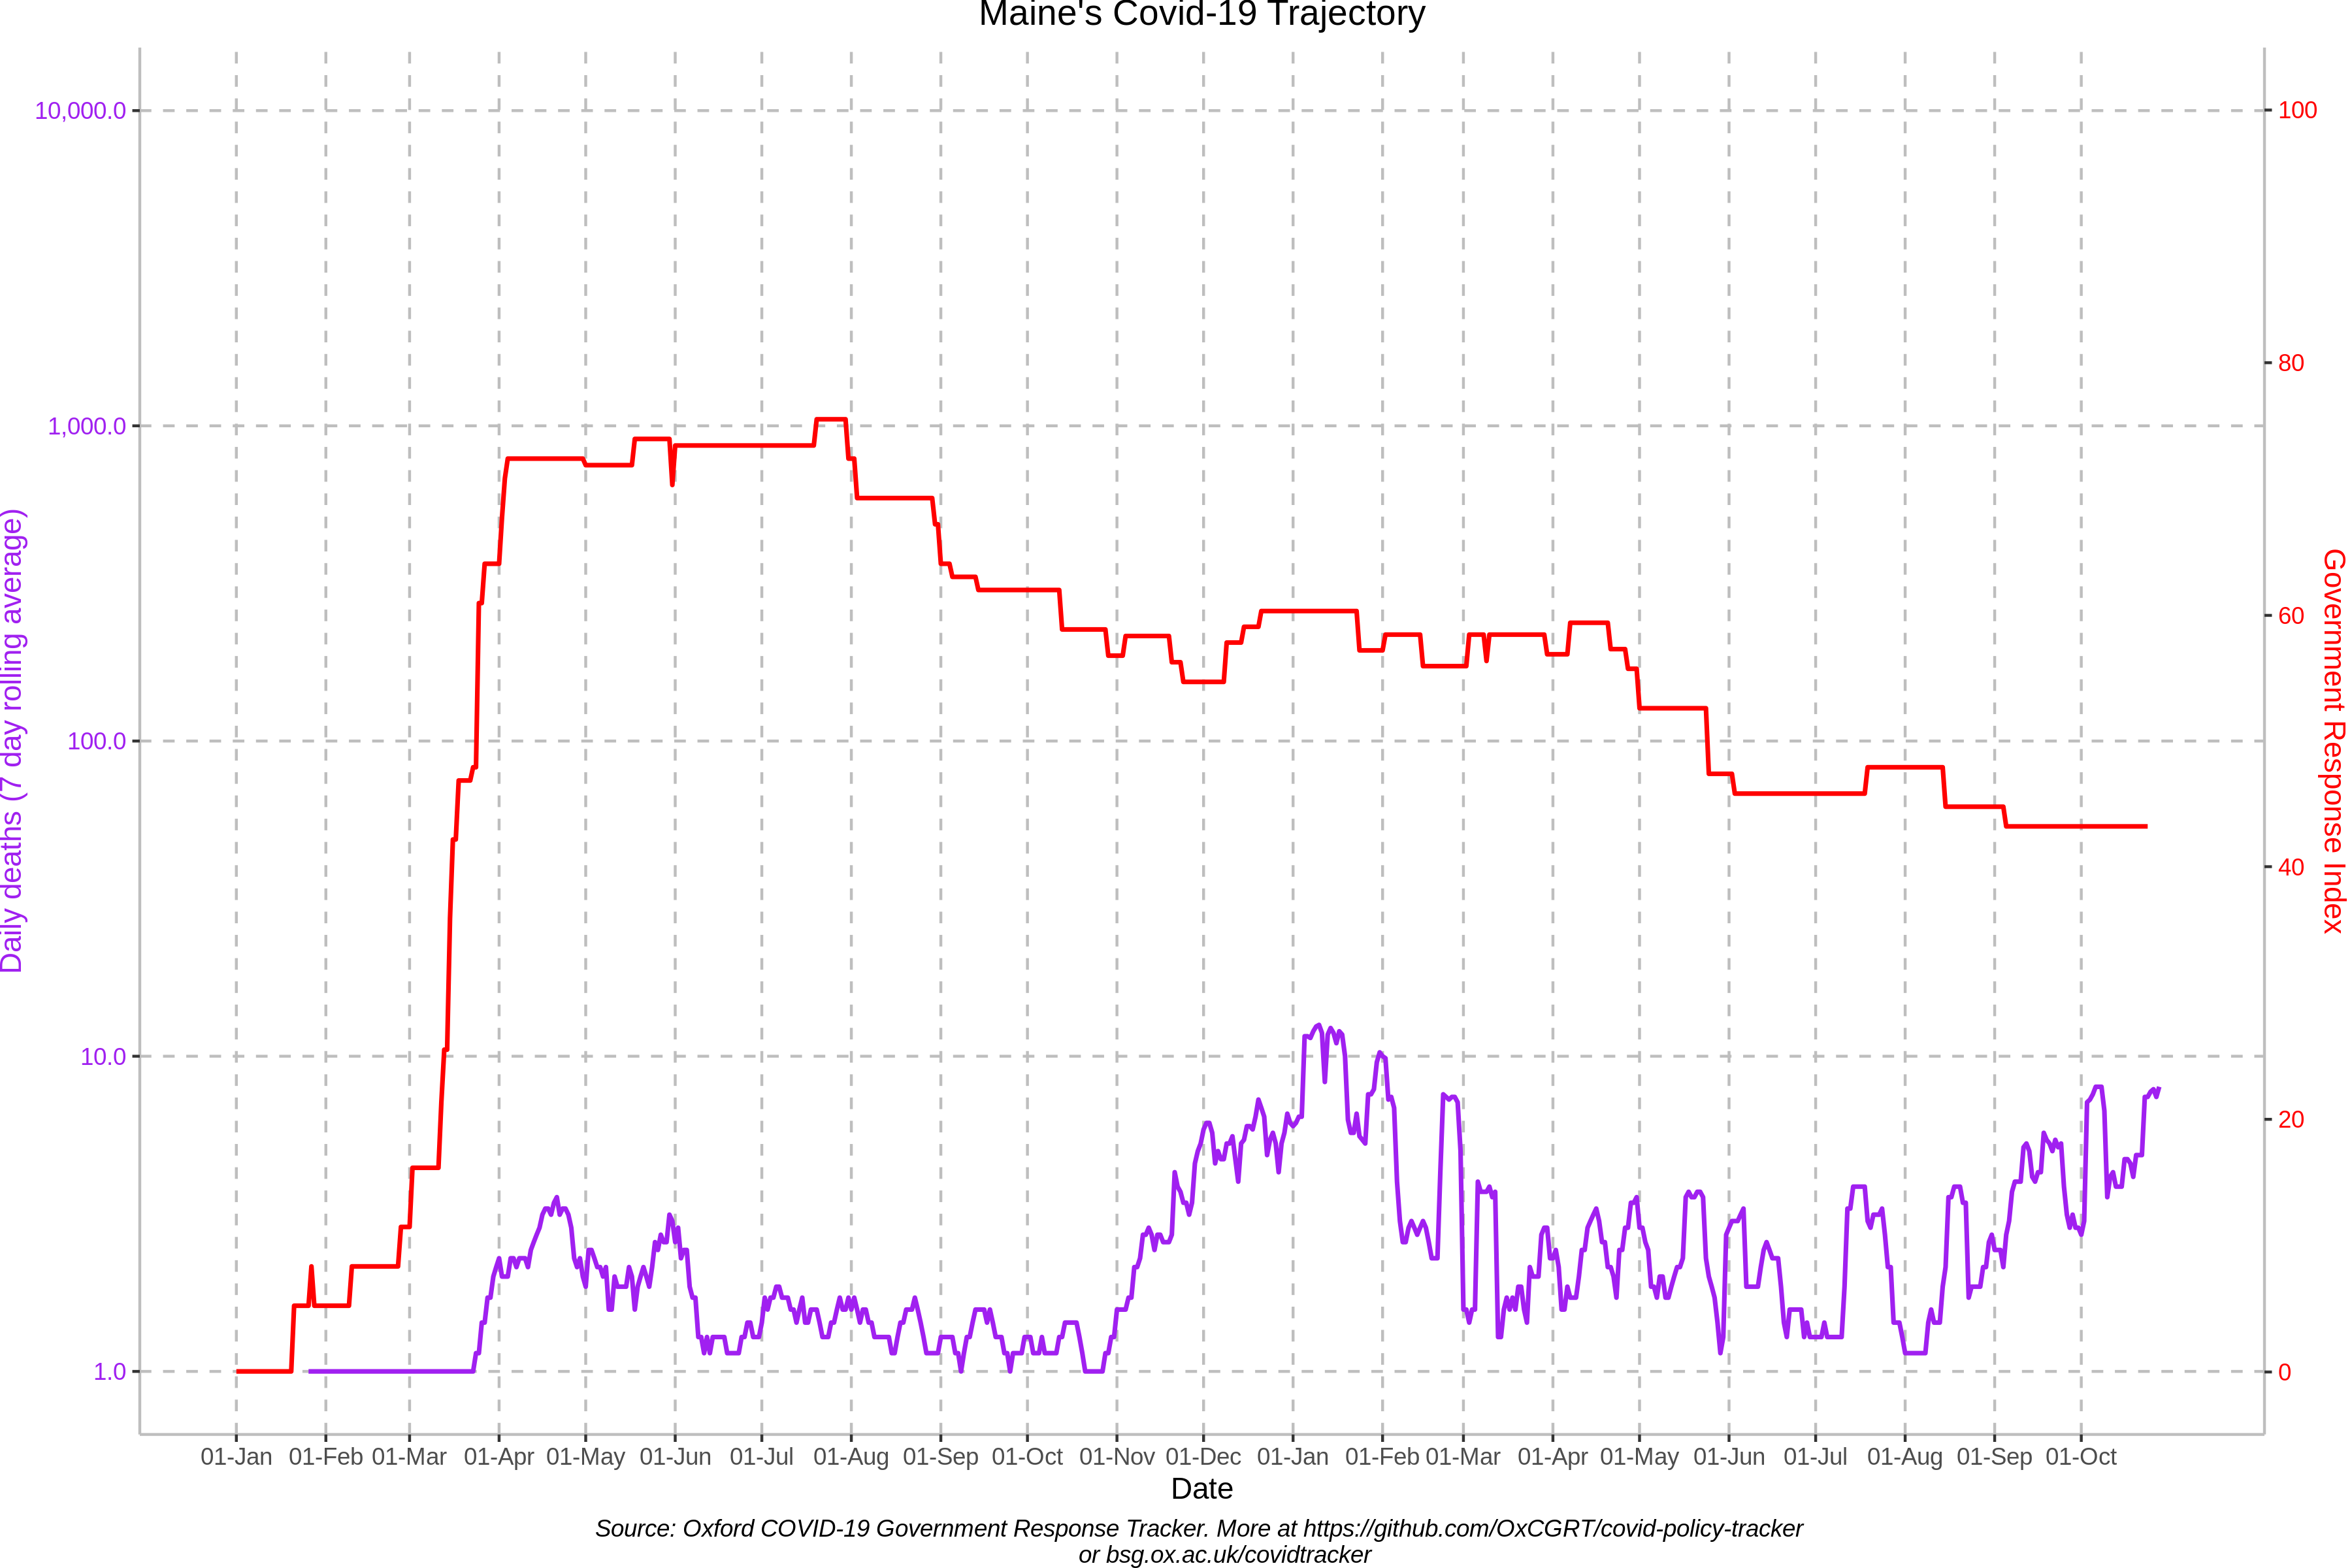 Maine's Covid-19 Trajectory
10,000.0
1,000.0
100.0
10.0
1.0
Daily deaths (7 day rolling average)
100
80
60
40
20
0
Government Response Index
01-Jan 01-Feb 01-Mar 01-Apr 01-May 01-Jun 01-Jul 01-Aug 01-Sep 01-Oct 01-Nov 01-Dec 01-Jan 01-Feb 01-Mar 01-Apr 01-May 01-Jun 01-Jul 01-Aug 01-Sep 01-Oct
Date
Source: Oxford COVID-19 Government Response Tracker. More at https://github.com/OxCGRT/covid-policy-tracker
or bsg.ox.ac.uk/covidtracker